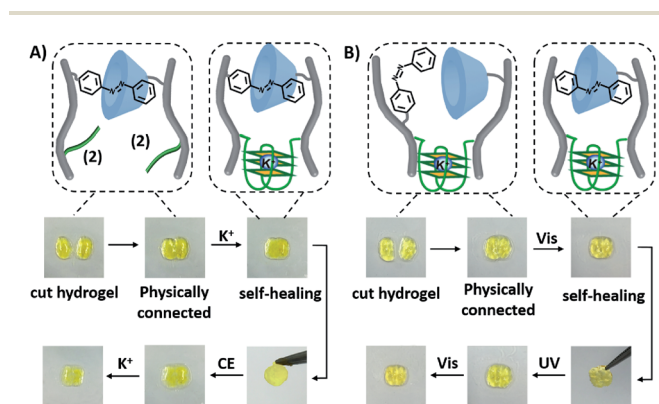 A)
B)
N
N
N
N
N
N
N
N
(2)
(2)
K⁺
K⁺
K⁺
K⁺
Vis
cut hydrogel
Physically
connected
self-healing
cut hydrogel
Physically
connected
self-healing
K⁺
CE
Vis
UV